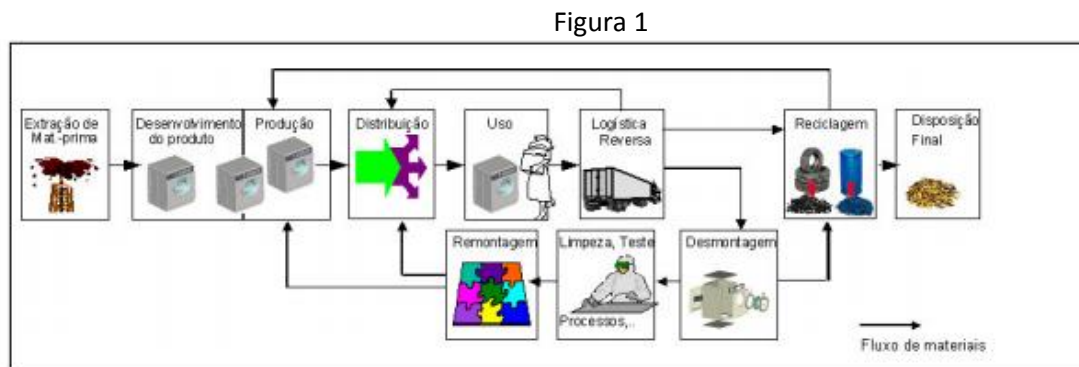 Figura 1
Extração de
Mat.-prima
Desenvolvimento
do produto
Produção
Distribuição
Uso
Logística
Reversa
Reciclagem
Disposição
Final
Remontagem
Limpeza, Teste
Processos,..
Desmontagem
Fluxo de materiais